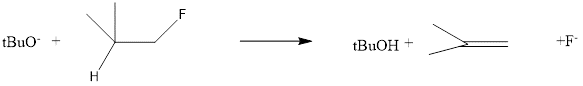 tBuO- + F H tBuOH + +F-